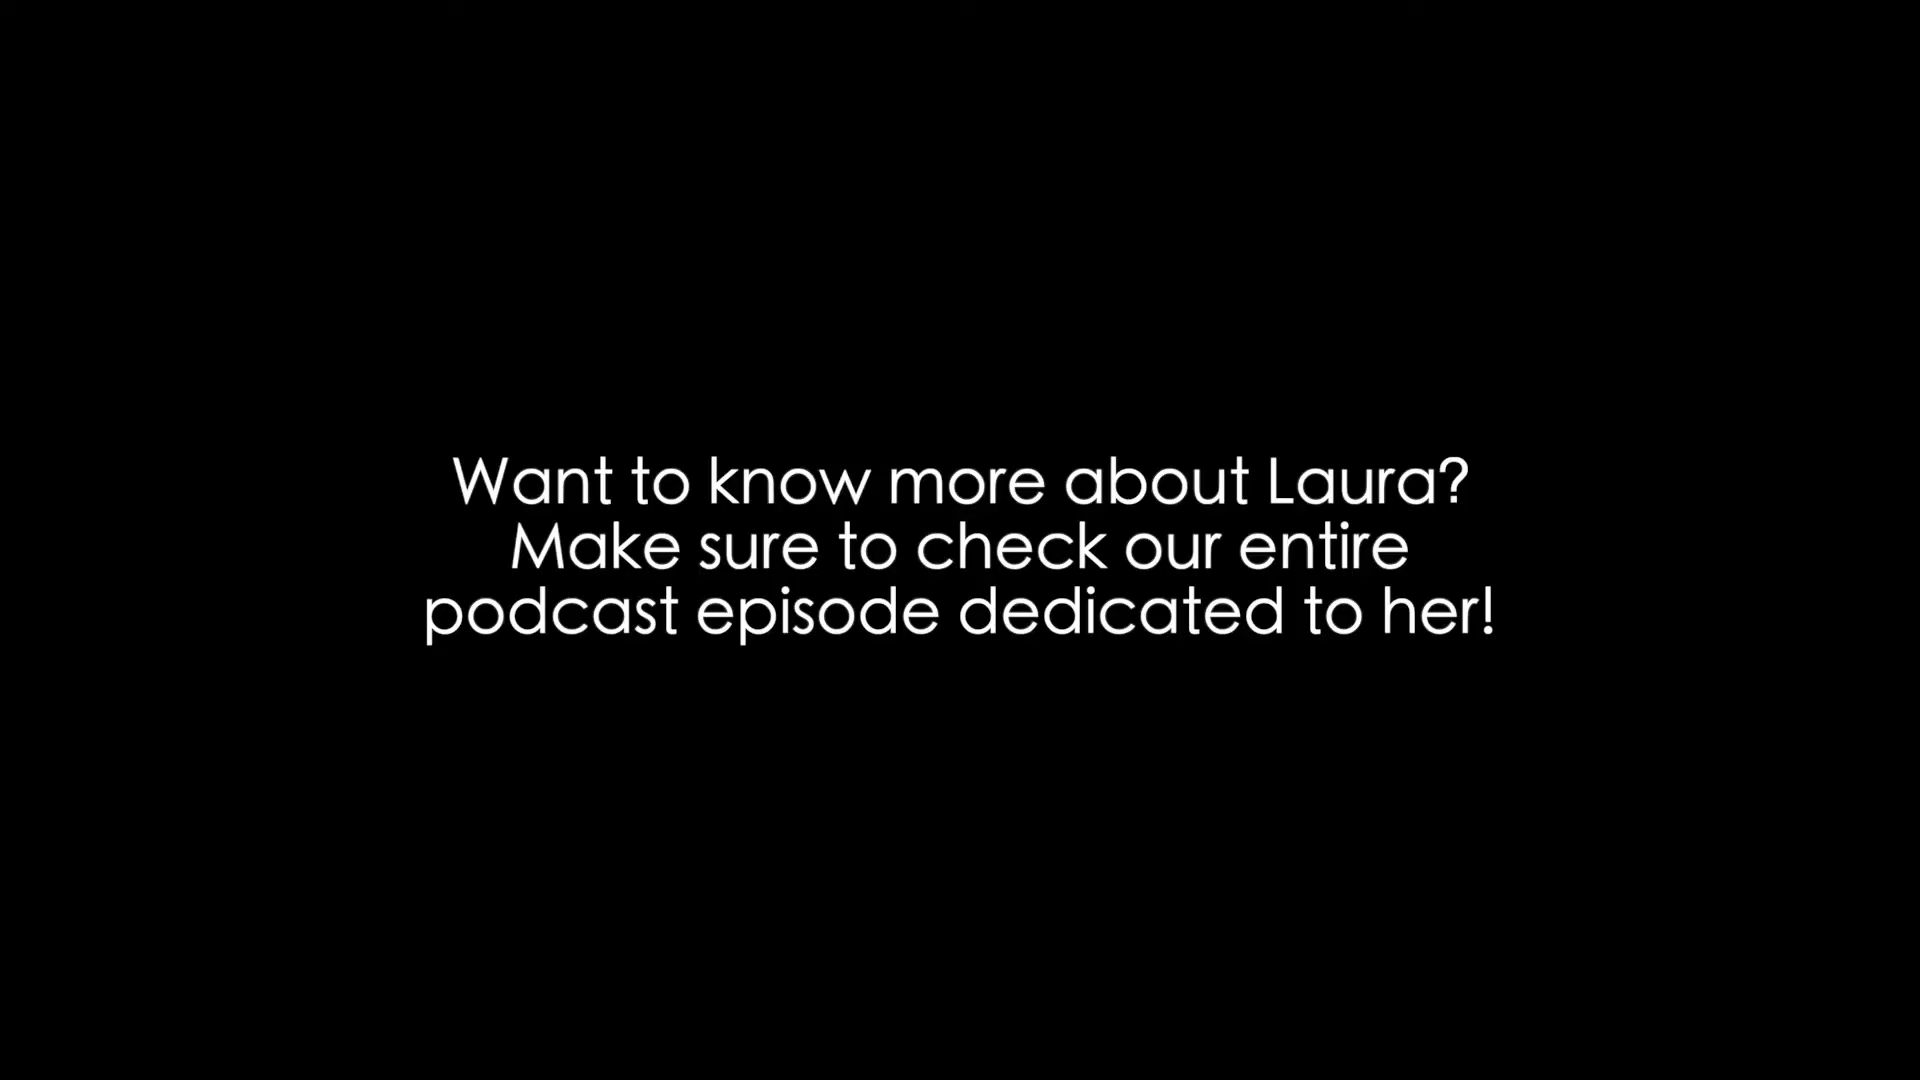 Want to know more about Laura?
Make sure to check our entire
podcast episode dedicated to her!